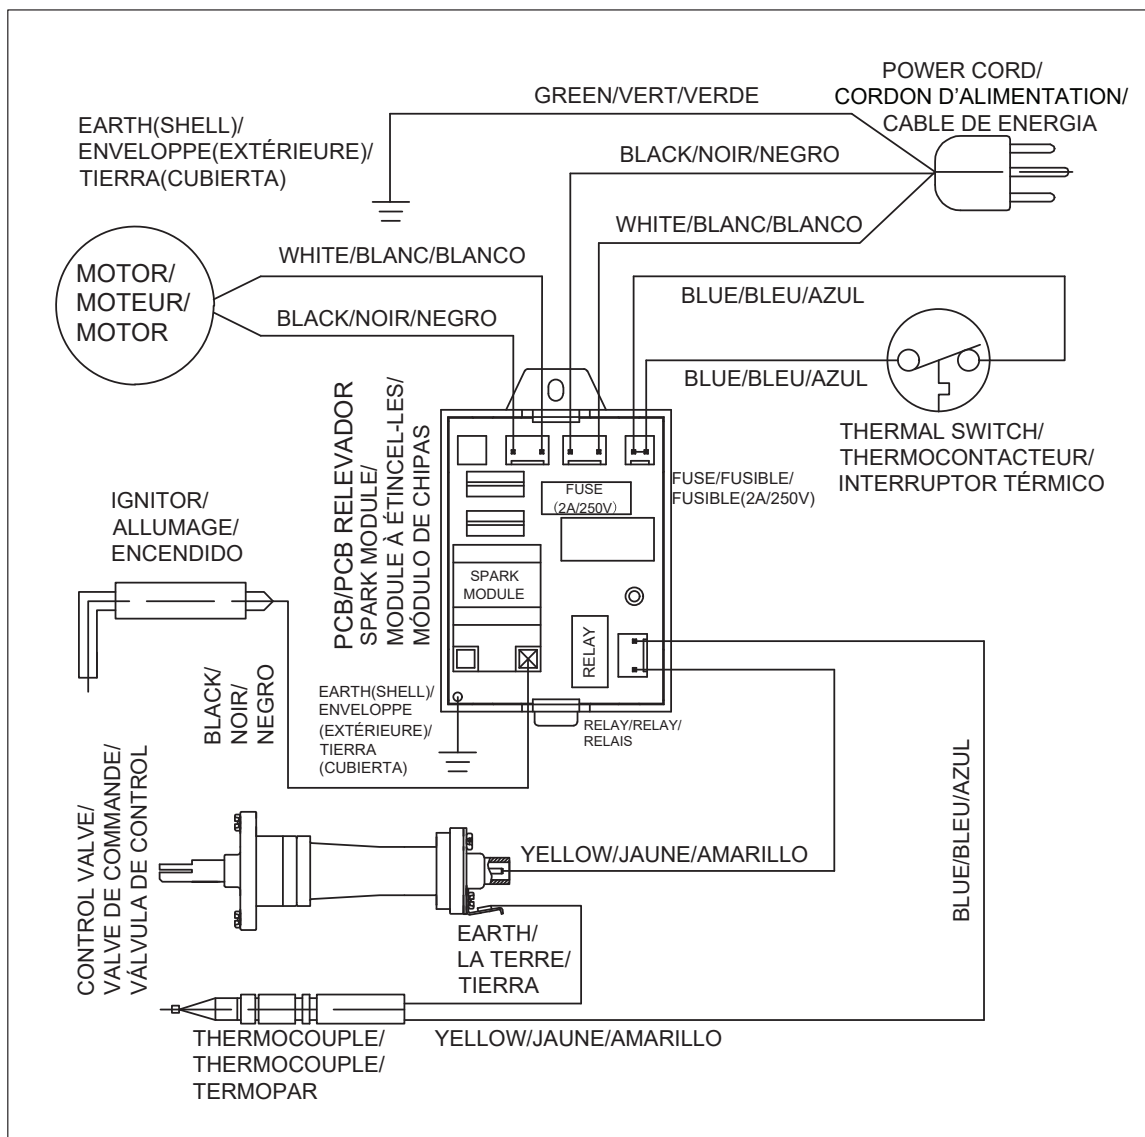 POWER CORD/
CORDON D'ALIMENTATION/
CABLE DE ENERGIA
GREEN/VERT/VERDE
EARTH(SHELL)/
ENVELOPPE(EXTÉRIEURE)/
TIERRA(CUBIERTA)
BLACK/NOIR/NEGRO
WHITE/BLANC/BLANCO
WHITE/BLANC/BLANCO
MOTOR/
MOTEUR/
MOTOR
BLACK/NOIR/NEGRO
BLUE/BLEU/AZUL
BLUE/BLEU/AZUL
THERMAL SWITCH/
THERMOCONTACTEUR/
INTERRUPTOR TÉRMICO
PCB/PCB RELEVADOR
SPARK MODULE/
MODULE À ÉTINCEL-LES/
MÓDULO DE CHIPAS
FUSE/FUSIBLE/
FUSIBLE(2A/250V)
FUSE
(2A/250V)
IGNITOR/
ALLUMAGE/
ENCENDIDO
SPARK
MODULE
RELAY
BLACK/
NOIR/
NEGRO
EARTH(SHELL)/
ENVELOPPE
(EXTÉRIEURE)/
TIERRA
(CUBIERTA)
RELAY/RELAY/
RELAIS
BLUE/BLEU/AZUL
CONTROL VALVE/
VALVE DE COMMANDE/
VÁLVULA DE CONTROL
YELLOW/JAUNE/AMARILLO
EARTH/
LA TERRE/
TIERRA
THERMOCOUPLE/
THERMOCOUPLE/
TERMOPAR
YELLOW/JAUNE/AMARILLO